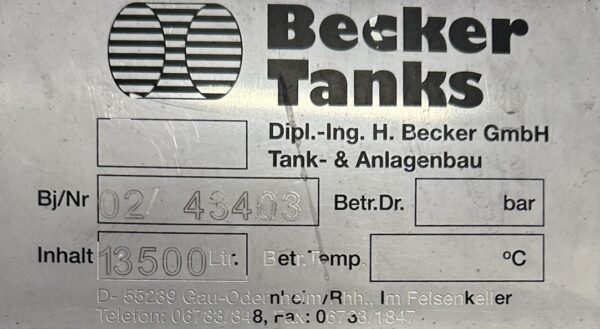 Becker
Tanks
Dipl.-Ing. H. Becker GmbH
Tank- & Anlagenbau
Bj/Nr 02/ 43403 Betr.Dr. bar
Inhalt 13500 Ltr. Betr.Temp °C
D- 55239 Gau-Odernheim/Rhh., Im Felsenkeller
Telefon: 06733/ Fax: 06733/1847